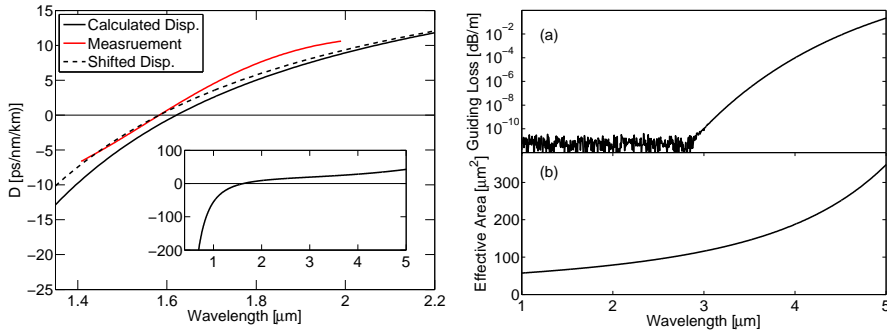 15
10
5
0
−5
−10
−15
−20
−25
D [ps/nm/km)]
Calculated Disp.
Measruement
Shifted Disp.
100
0
−100
−200
1 2 3 4 5
1.4 1.6 1.8 2 2.2
Wavelength [μm]
10⁻²
10⁻⁴
10⁻⁶
10⁻⁸
10⁻¹⁰
Guiding Loss [dB/m]
(a)
300
200
100
0
Effective Area [μm²]
(b)
1 2 3 4 5
Wavelength [μm]